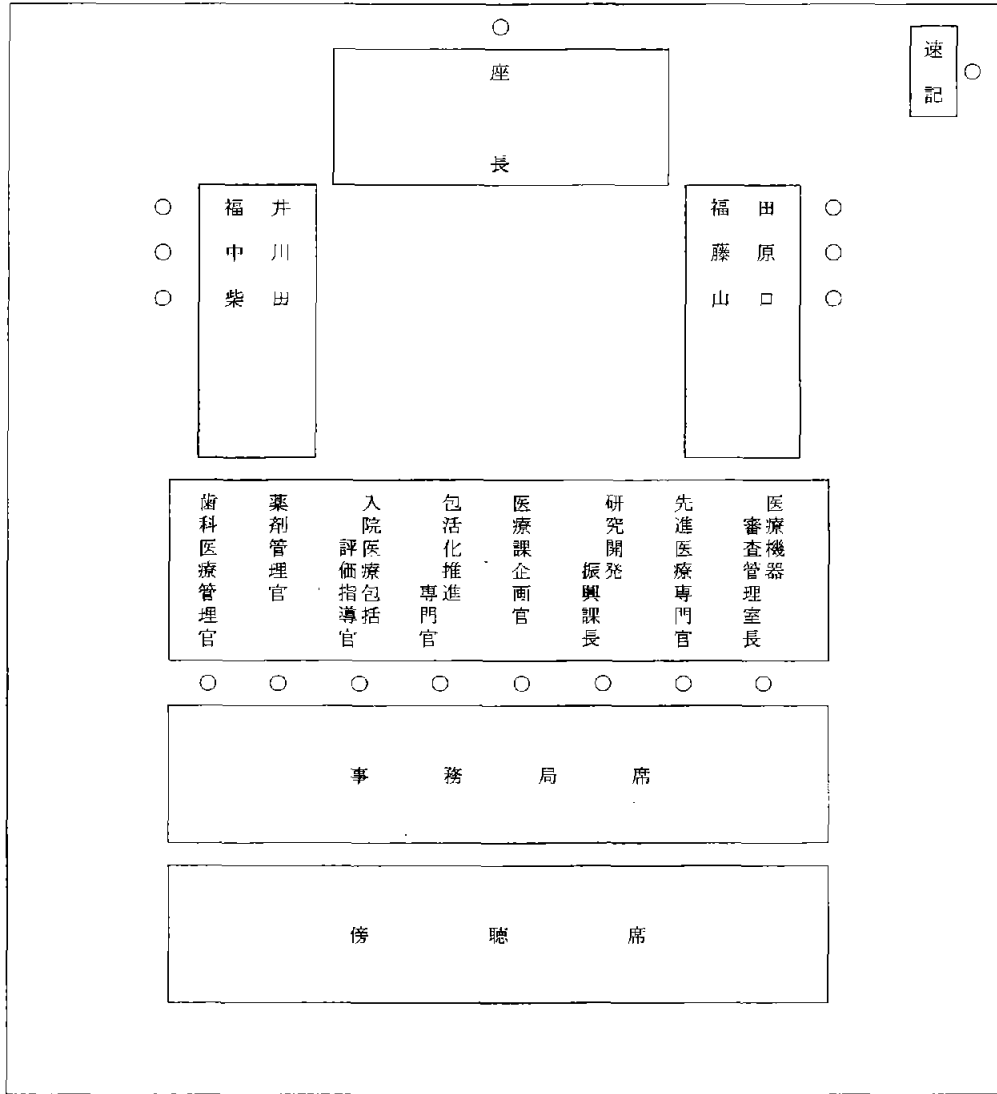 座長
速記
福井
中川
柴田
福田
藤原
山口
歯科医療管理官
薬剤管理官
入院医療包括
評価指導官
包活化推進
専門官
医療課企画官
研究開発
振興課長
先進医療専門官
医療機器
審査管理室長
事務局席
傍聴席